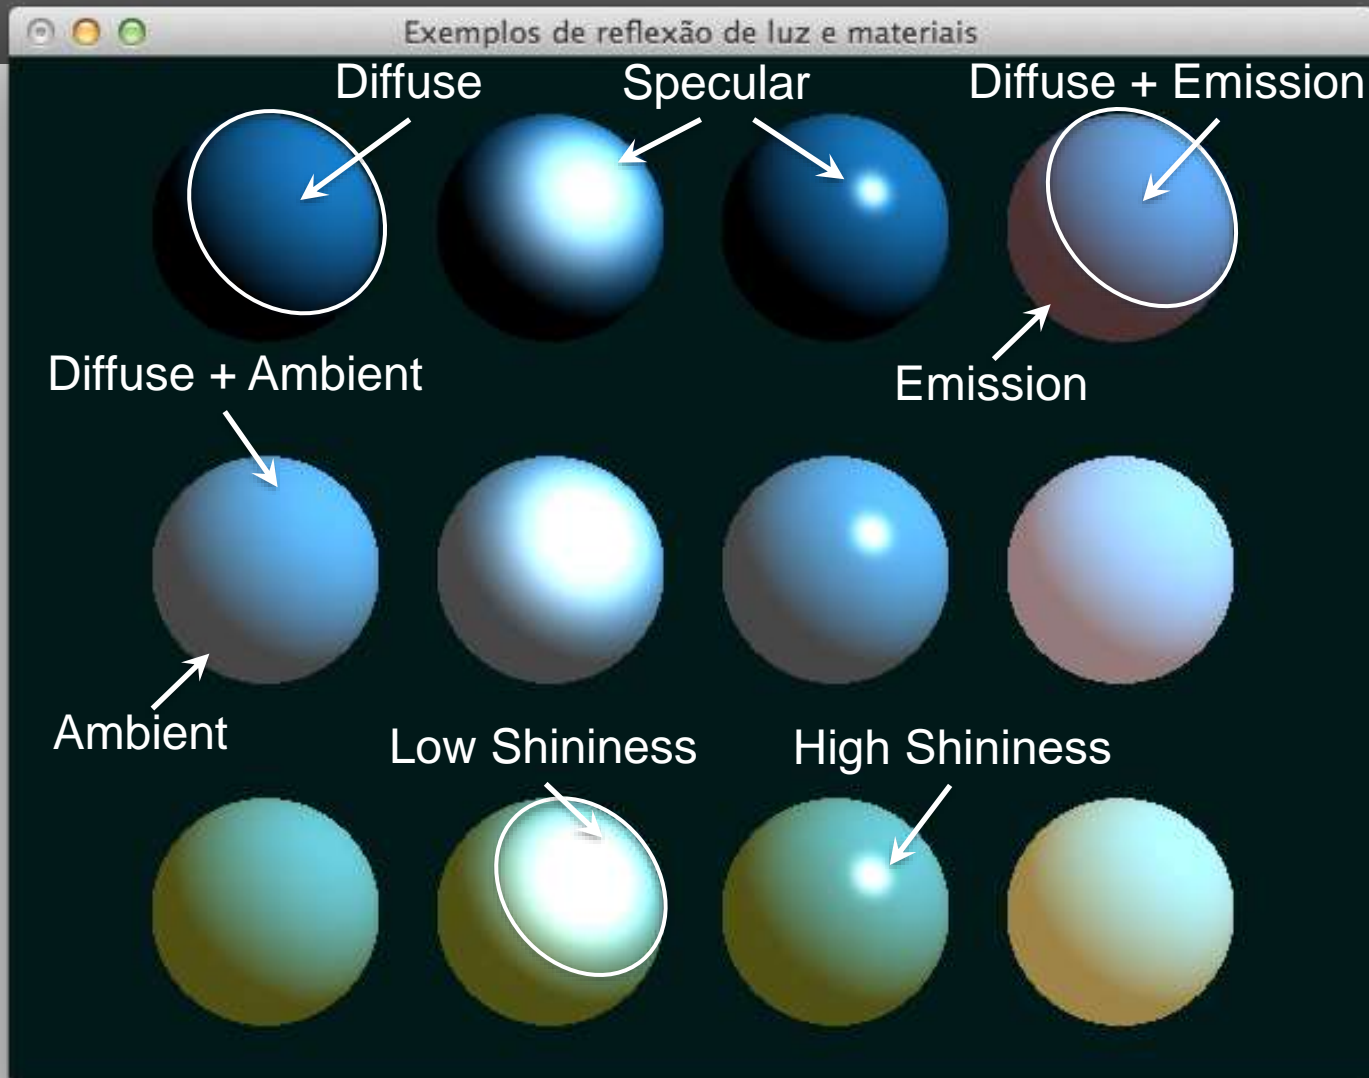 Exemplos de reflexão de luz e materiais
Diffuse
Specular
Diffuse + Emission
Diffuse + Ambient
Emission
Ambient
Low Shininess
High Shininess